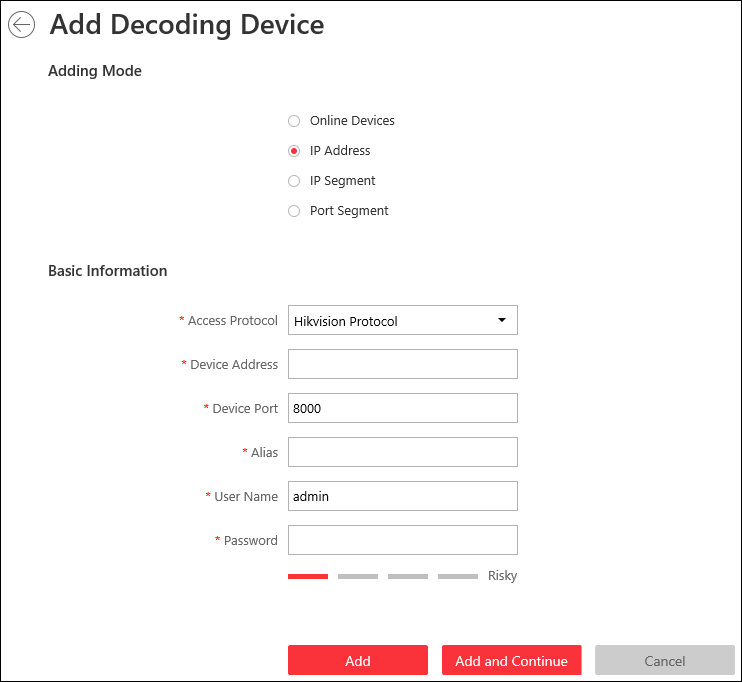 Add Decoding Device
Adding Mode
Online Devices
IP Address
IP Segment
Port Segment
Basic Information
* Access Protocol Hikvision Protocol
* Device Address
* Device Port 8000
* Alias
* User Name admin
* Password
Risky
Add Add and Continue Cancel